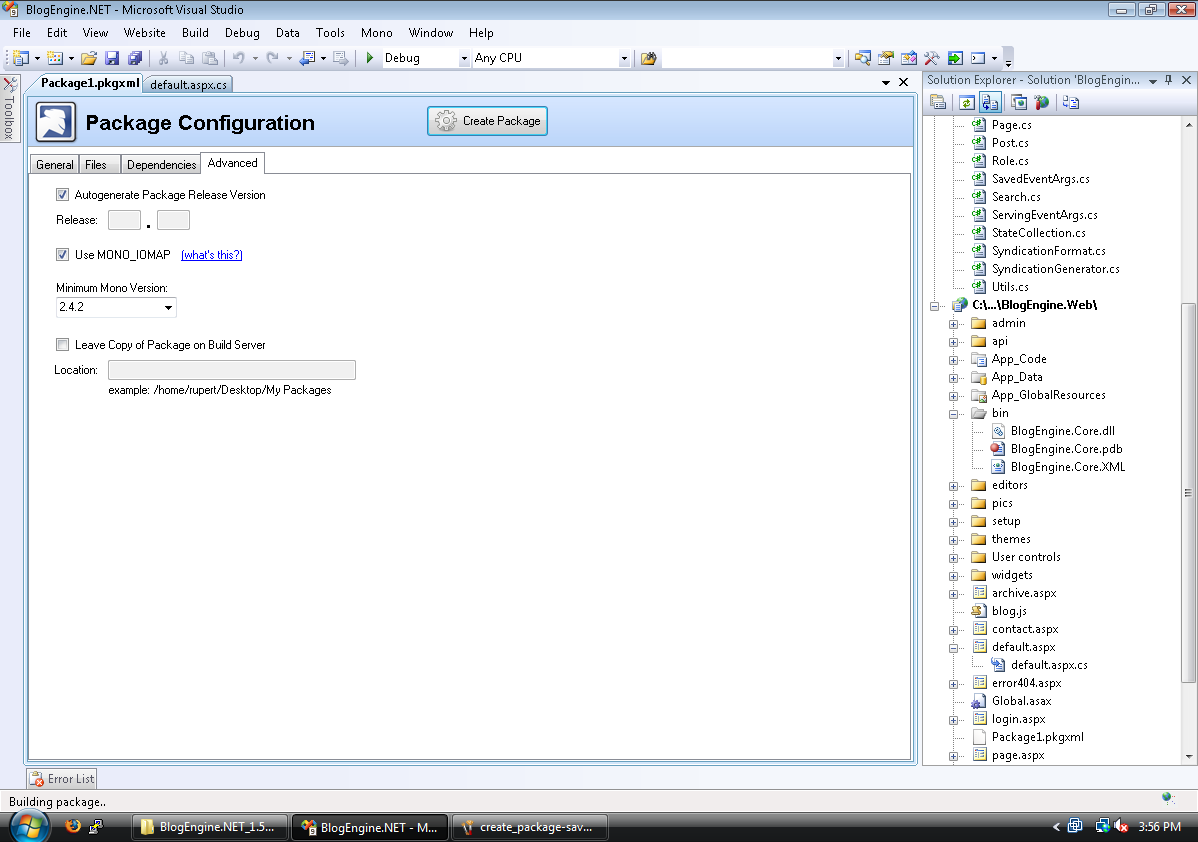 BlogEngine.NET - Microsoft Visual Studio
File Edit View Website Build Debug Data Tools Mono Window Help
Debug Any CPU
Toolbox
Package1.pkgxml default.aspx.cs
Package Configuration
Create Package
General Files Dependencies Advanced
Autogenerate Package Release Version
Release: .
Use MONO_IOMAP (what's this?)
Minimum Mono Version:
2.4.2
Leave Copy of Package on Build Server
Location:
example: /home/rupert/Desktop/My Packages
Solution Explorer - Solution 'BlogEngin...
Page.cs
Post.cs
Role.cs
SavedEventArgs.cs
Search.cs
ServingEventArgs.cs
StateCollection.cs
SyndicationFormat.cs
SyndicationGenerator.cs
Utils.cs
C:\...\BlogEngine.Web\
admin
api
App_Code
App_Data
App_GlobalResources
bin
BlogEngine.Core.dll
BlogEngine.Core.pdb
BlogEngine.Core.XML
editors
pics
setup
themes
User controls
widgets
archive.aspx
blog.js
contact.aspx
default.aspx
default.aspx.cs
error404.aspx
Global.asax
login.aspx
Package1.pkgxml
page.aspx
Error List
Building package..
BlogEngine.NET_1.5... BlogEngine.NET - M... create_package-sav... 3:56 PM